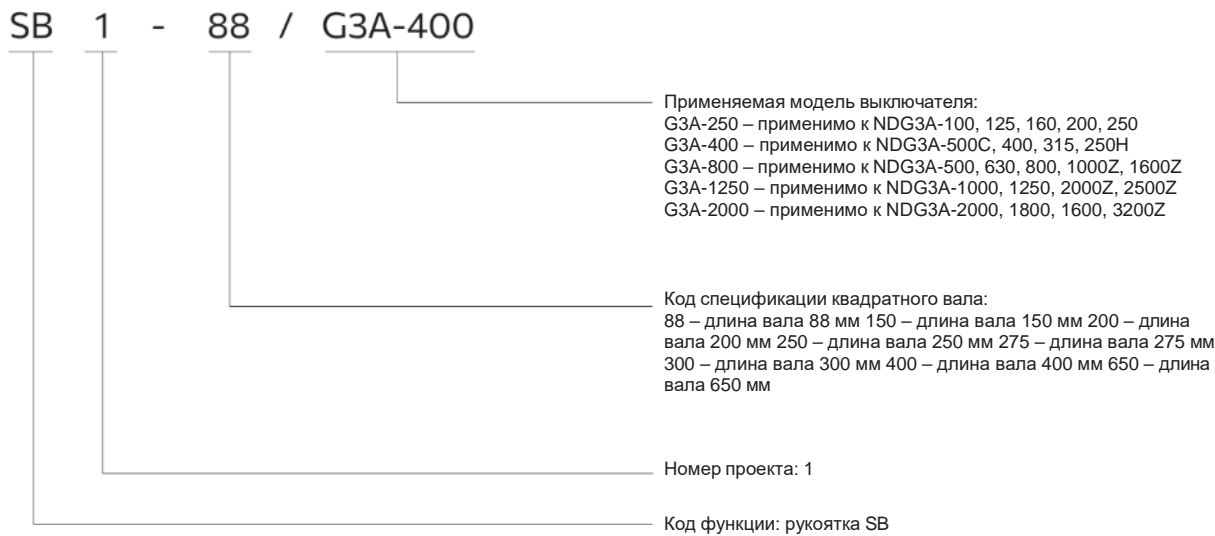 SB 1 - 88 / G3A-400
Применяемая модель выключателя:
G3A-250 – применимо к NDG3A-100, 125, 160, 200, 250
G3A-400 – применимо к NDG3A-500C, 400, 315, 250H
G3A-800 – применимо к NDG3A-500, 630, 800, 1000Z, 1600Z
G3A-1250 – применимо к NDG3A-1000, 1250, 2000Z, 2500Z
G3A-2000 – применимо к NDG3A-2000, 1800, 1600, 3200Z
Код спецификации квадратного вала:
88 – длина вала 88 мм 150 – длина вала 150 мм 200 – длина
вала 200 мм 250 – длина вала 250 мм 275 – длина вала 275 мм
300 – длина вала 300 мм 400 – длина вала 400 мм 650 – длина
вала 650 мм
Номер проекта: 1
Код функции: рукоятка SB